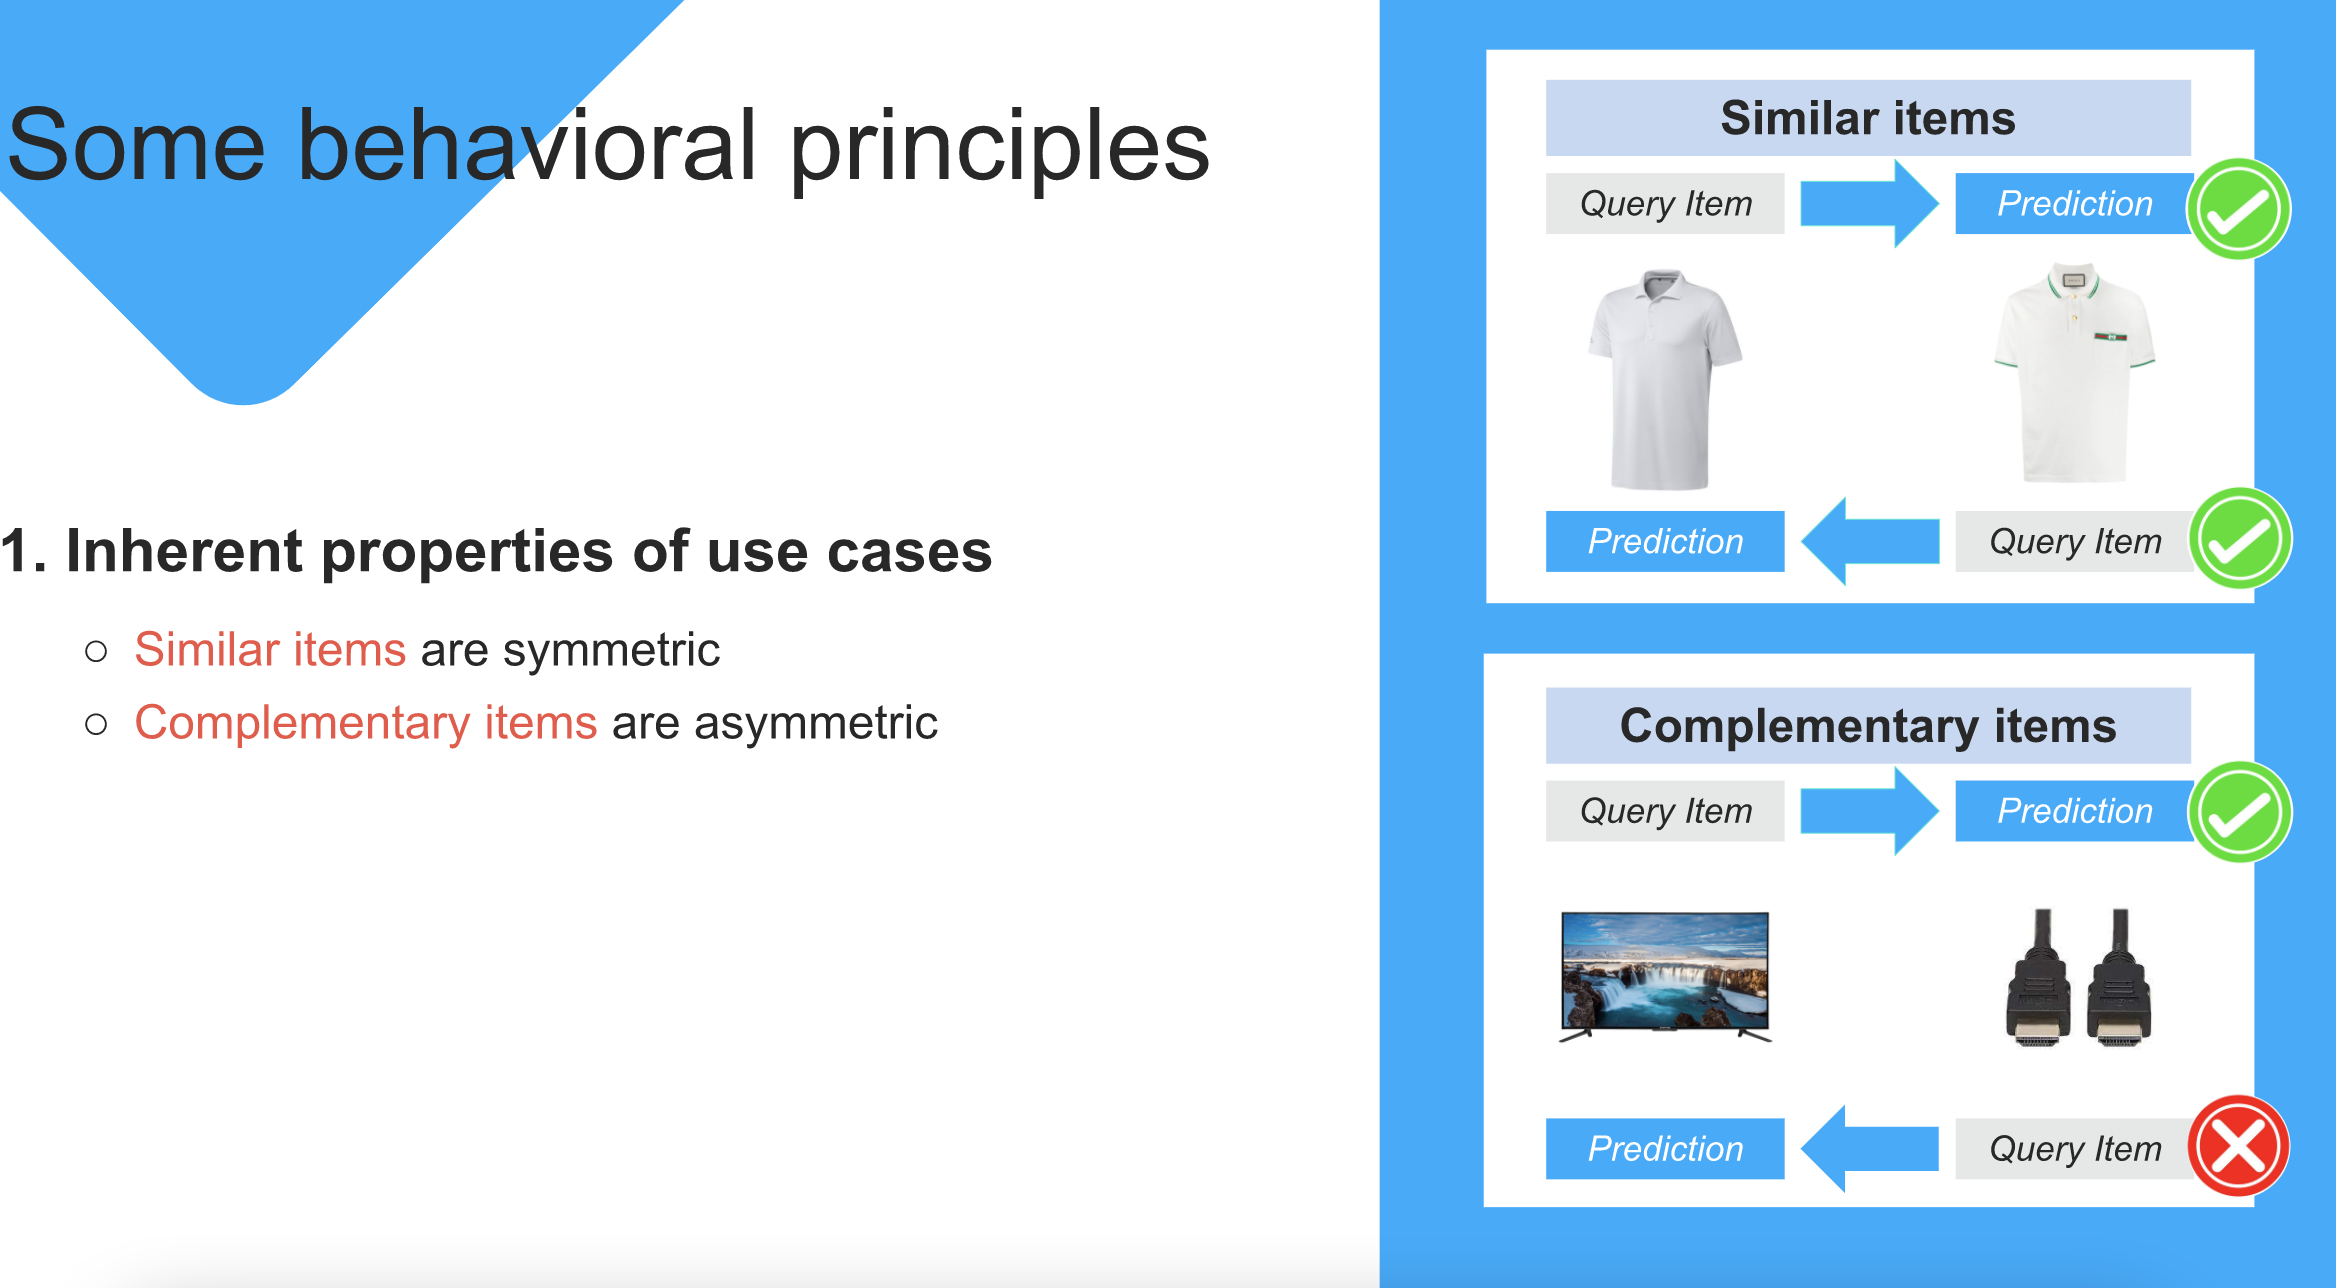 Some behavioral principles
1. Inherent properties of use cases
○ Similar items are symmetric
○ Complementary items are asymmetric
Similar items
Query Item
Prediction
Prediction
Query Item
Complementary items
Query Item
Prediction
Prediction
Query Item